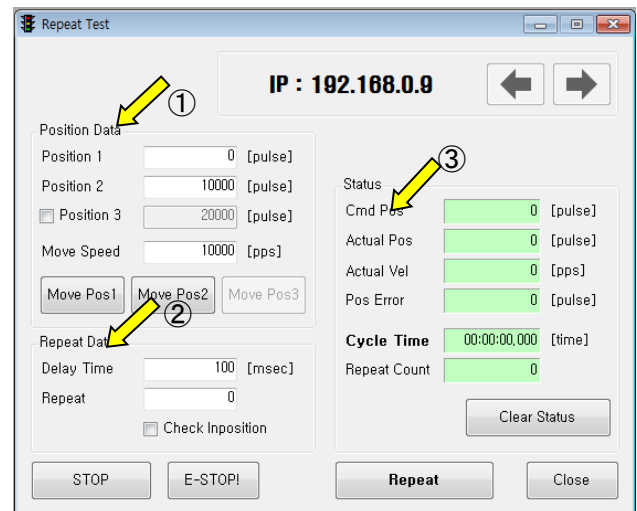 Repeat Test
IP : 192.168.0.9
①
Position Data
Position 1 0 [pulse]
Position 2 10000 [pulse]
Position 3 20000 [pulse]
Move Speed 10000 [pps]
Move Pos1 Move Pos2 Move Pos3
②
Repeat Data
Delay Time 100 [msec]
Repeat 0
Check Inposition
③
Status
Cmd Pos 0 [pulse]
Actual Pos 0 [pulse]
Actual Vel 0 [pps]
Pos Error 0 [pulse]
Cycle Time 00:00:00,000 [time]
Repeat Count 0
Clear Status
STOP E-STOP! Repeat Close